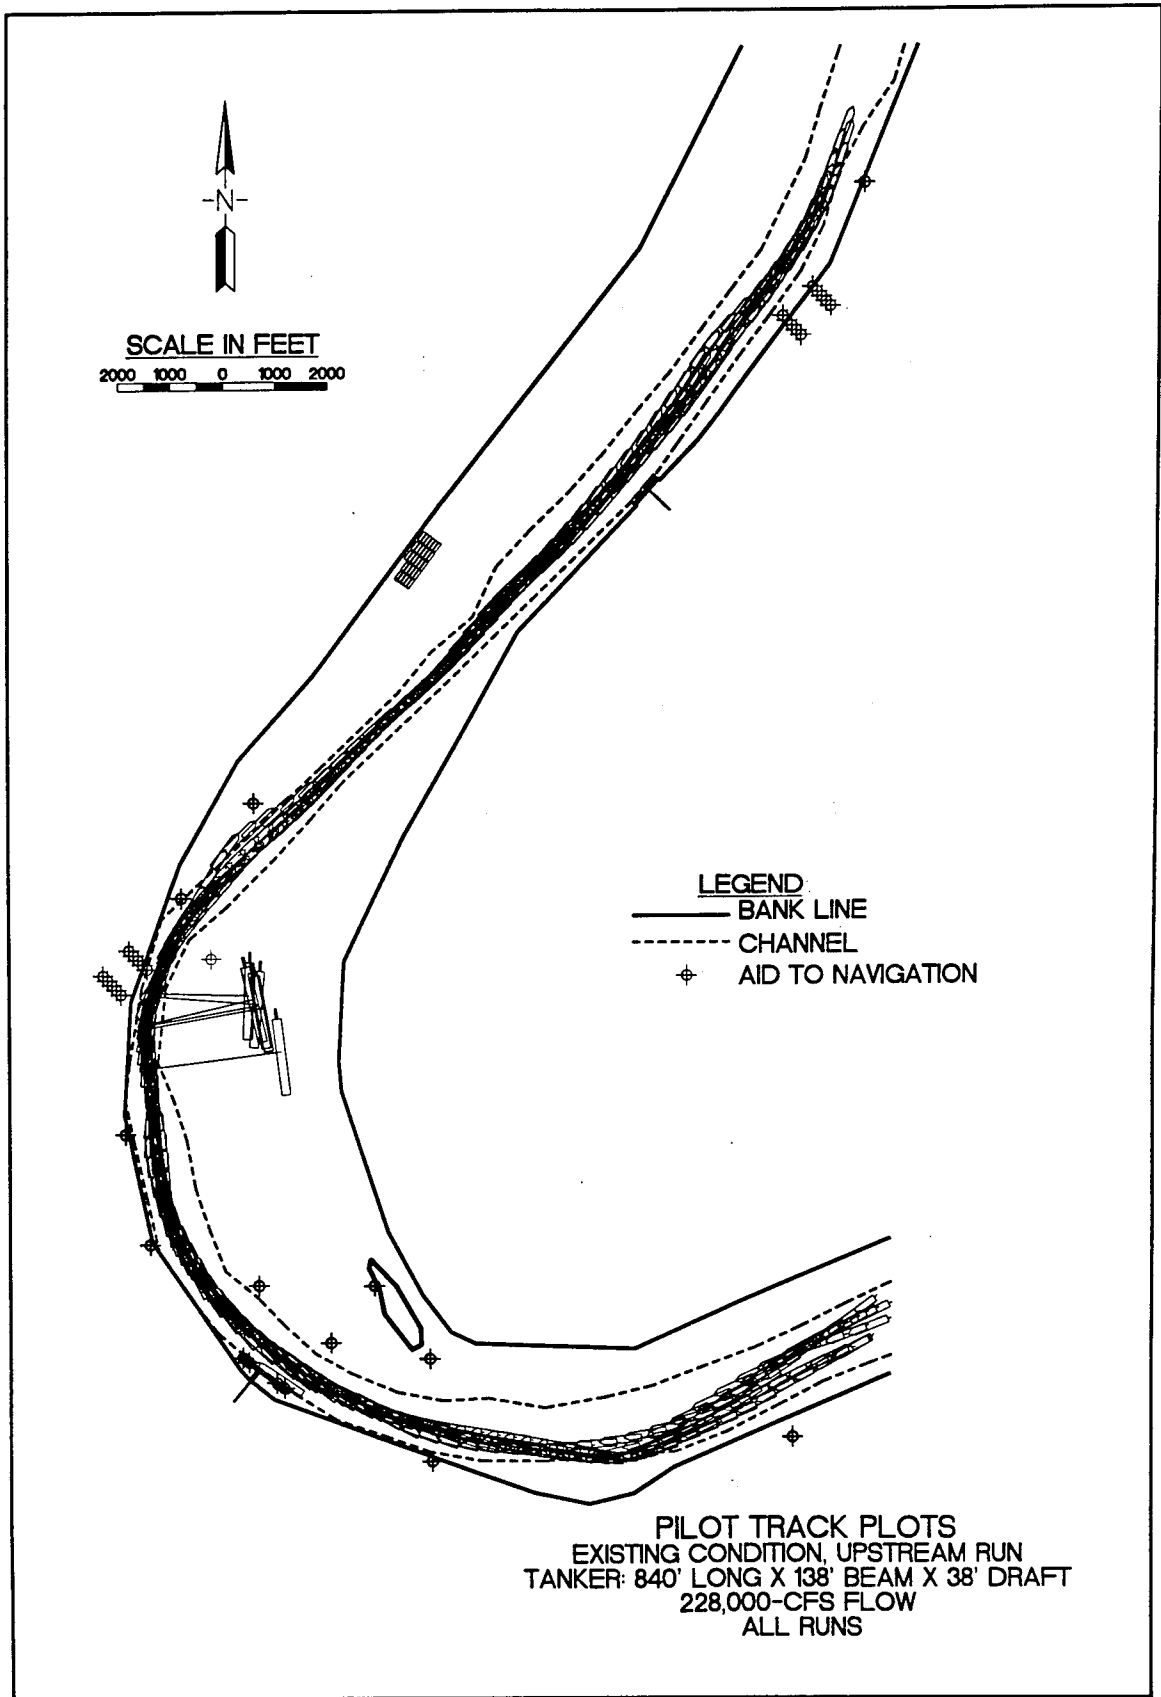 -N-
SCALE IN FEET
2000 1000 0 1000 2000
LEGEND
BANK LINE
CHANNEL
AID TO NAVIGATION
PILOT TRACK PLOTS
EXISTING CONDITION, UPSTREAM RUN
TANKER: 840' LONG X 138' BEAM X 38' DRAFT
228,000-CFS FLOW
ALL RUNS